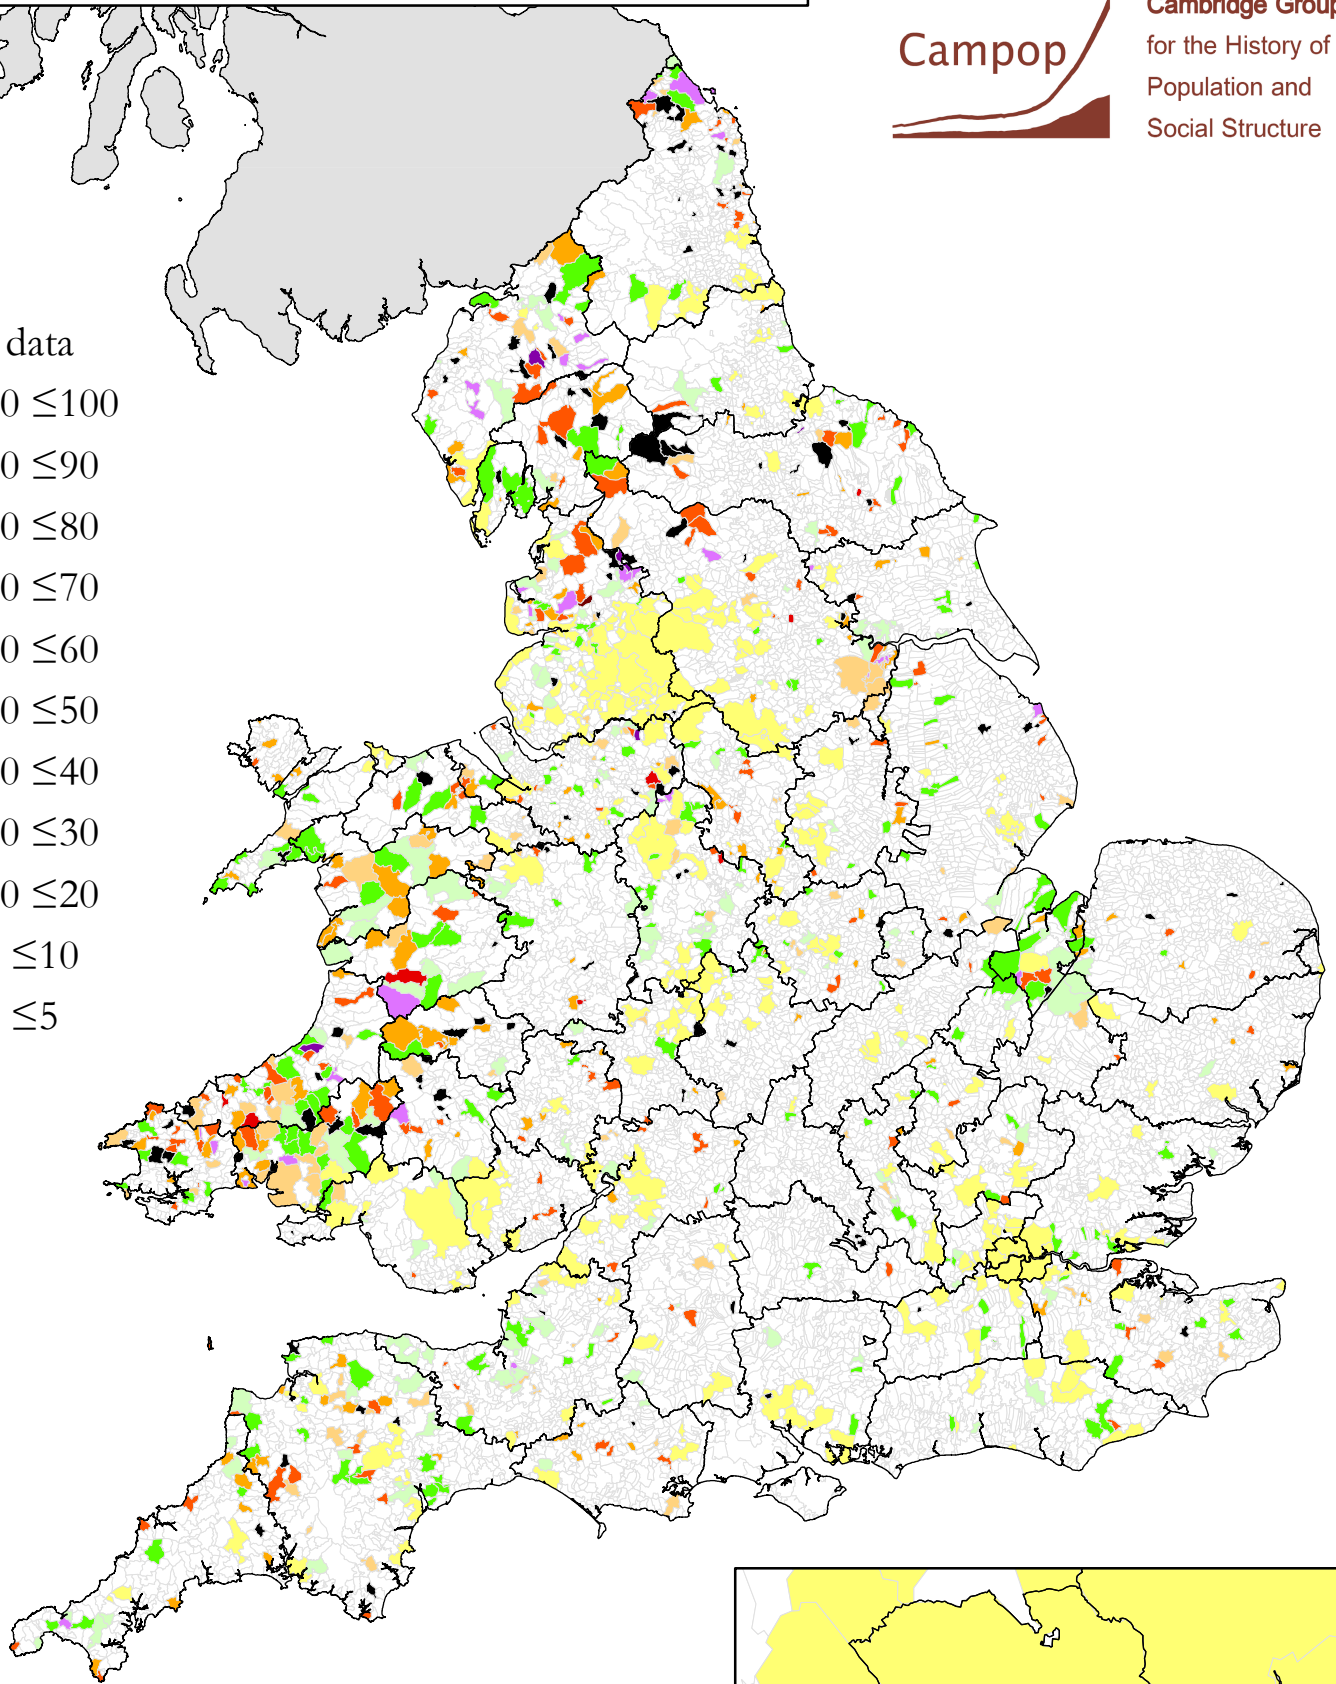 Campop
Cambridge Group
for the History of
Population and
Social Structure
data
0 ≤100
0 ≤90
0 ≤80
0 ≤70
0 ≤60
0 ≤50
0 ≤40
0 ≤30
0 ≤20
≤10
≤5